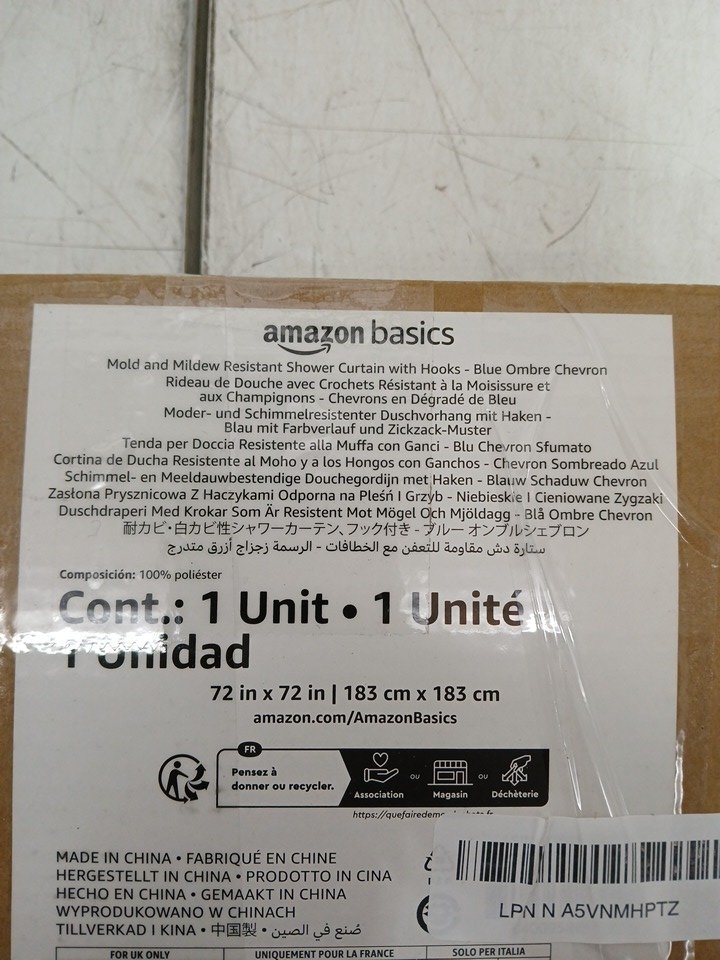 amazon basics
Mold and Mildew Resistant Shower Curtain with Hooks - Blue Ombre Chevron
Rideau de Douche avec Crochets Résistant à la Moisissure et
aux Champignons - Chevrons en Dégradé de Bleu
Moder- und Schimmelresistenter Duschvorhang mit Haken -
Blau mit Farbverlauf und Zickzack-Muster
Tenda per Doccia Resistente alla Muffa con Ganci - Blu Chevron Sfumato
Cortina de Ducha Resistente al Moho y a los Hongos con Ganchos - Chevron Sombreado Azul
Schimmel- en Meeldauwbestendige Douchegordijn met Haken - Blauw Schaduw Chevron
Zasłona Prysznicowa Z Haczykami Odporna na Pleśń I Grzyb - Niebieskie I Cieniowane Zygzaki
Duschdraperi Med Krokar Som Är Resistent Mot Mögel Och Mjöldagg - Blå Ombre Chevron
耐カビ・白カビ性シャワーカーテン、フック付き - ブルー オンブルシェブロン
ستارة دش مقاومة للتعفن مع الخطافات - الرسمة زجزاج أزرق متدرج
Composición: 100% poliéster
Cont.: 1 Unit • 1 Unité
1 Unidad
72 in x 72 in | 183 cm x 183 cm
amazon.com/AmazonBasics
FR
Pensez à
donner ou recycler.
Association ou Magasin ou Déchèterie
MADE IN CHINA • FABRIQUÉ EN CHINE
HERGESTELLT IN CHINA • PRODOTTO IN CINA
HECHO EN CHINA • GEMAAKT IN CHINA
WYPRODUKOWANO W CHINACH
TILLVERKAD I KINA • 中国製 • صُنع في الصين
LPN N A5VNMHPTZ
FOR UK ONLY
UNIQUEMENT POUR LA FRANCE
SOLO PER ITALIA